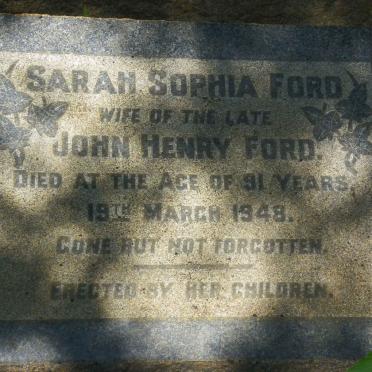 SARAH SOPHIA FORD
WIFE OF THE LATE
JOHN HENRY FORD.
DIED AT THE AGE OF 91 YEARS,
19TH MARCH 1948.
GONE BUT NOT FORGOTTEN.
ERECTED BY HER CHILDREN.